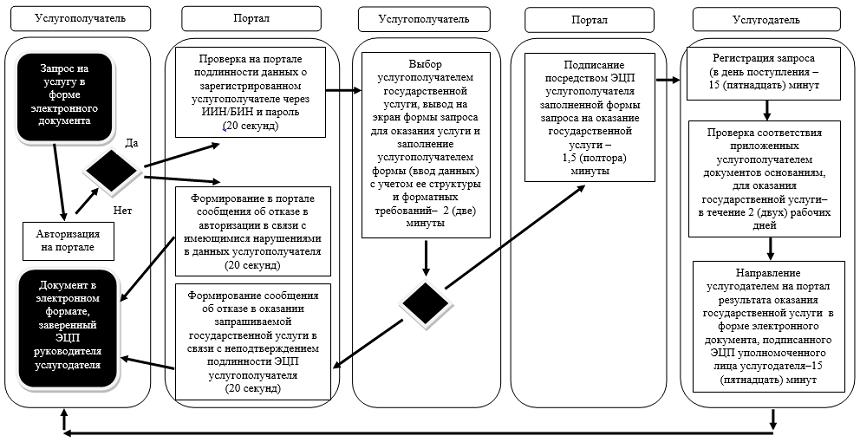 Услугополучатель
Портал
Услугополучатель
Портал
Услугодатель
Запрос на
услугу в
форме
электронного
документа
Да
Нет
Авторизация
на портале
Документ в
электронном
формате,
заверенный
ЭЦП
руководителя
услугодателя
Проверка на портале
подлинности данных о
зарегистрированном
услугополучателе через
ИИН/БИН и пароль
(20 секунд)
Формирование в портале
сообщения об отказе в
авторизации в связи с
имеющимися нарушениями
в данных услугополучателя
(20 секунд)
Формирование сообщения
об отказе в оказании
запрашиваемой
государственной услуги в
связи с неподтверждением
подлинности ЭЦП
услугополучателя
(20 секунд)
Выбор
услугополучателем
государственной
услуги, вывод на
экран формы запроса
для оказания услуги и
заполнение
услугополучателем
формы (ввод данных)
с учетом ее структуры
и форматных
требований– 2 (две)
минуты
Подписание
посредством ЭЦП
услугополучателя
заполненной формы
запроса на оказание
государственной
услуги –
1,5 (полтора)
минуты
Регистрация запроса
(в день поступления –
15 (пятнадцать) минут
Проверка соответствия
приложенных
услугополучателем
документов основаниям,
для оказания
государственной услуги–
в течение 2 (двух) рабочих
дней
Направление
услугодателем на портал
результата оказания
государственной услуги в
форме электронного
документа, подписанного
ЭЦП уполномоченного
лица услугодателя–15
(пятнадцать) минут